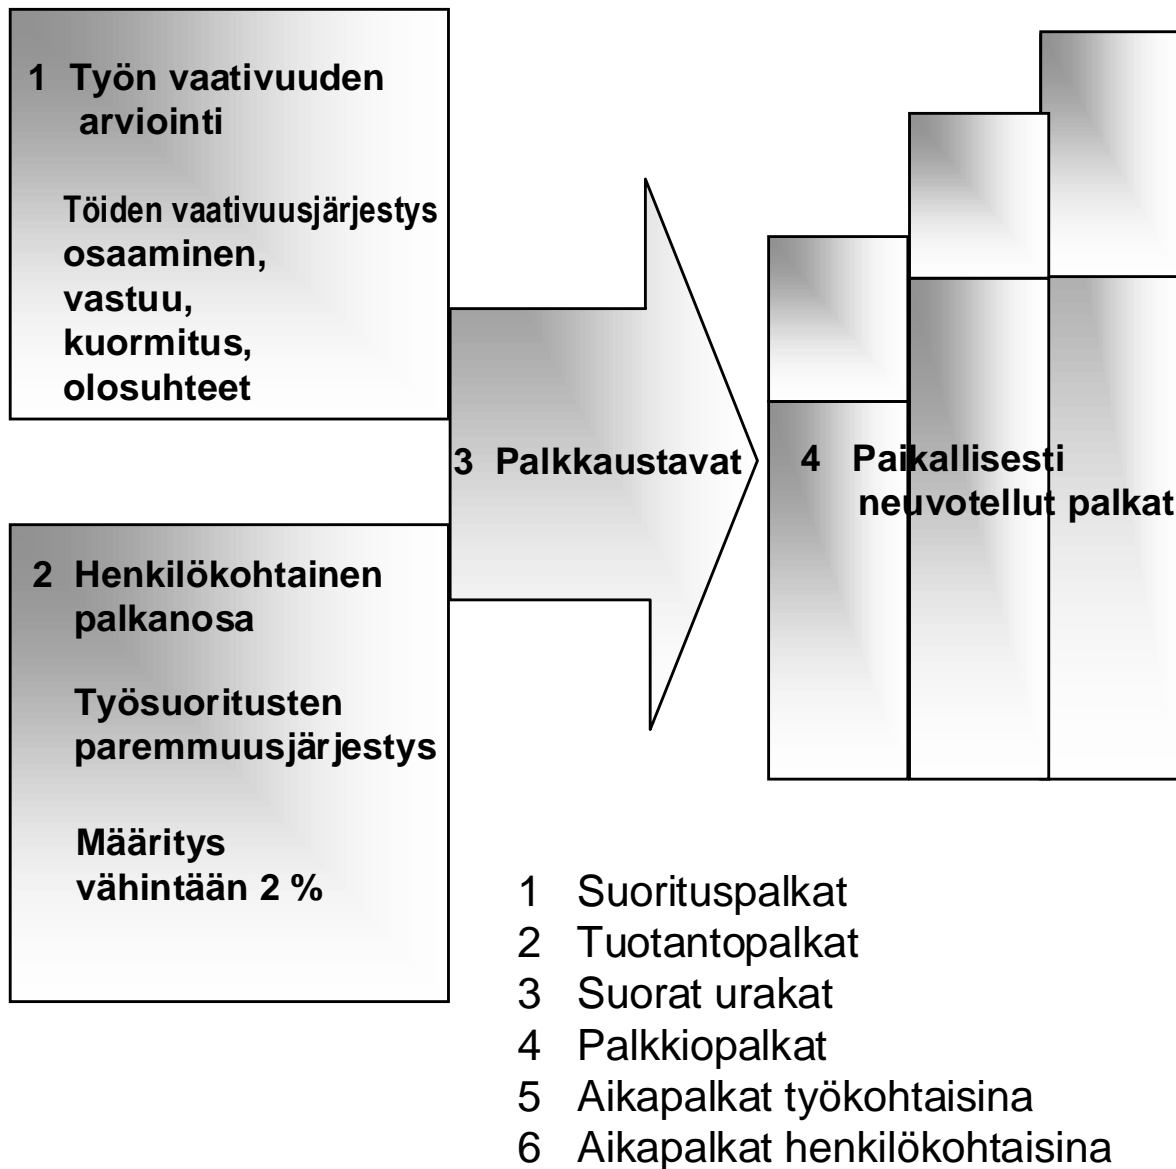 1 Työn vaativuuden
arviointi
Töiden vaativuusjärjestys
osaaminen,
vastuu,
kuormitus,
olosuhteet
2 Henkilökohtainen
palkanosa
Työsuoritusten
paremmuusjärjestys
Määritys
vähintään 2 %
3 Palkkaustavat
4 Paikallisesti
neuvotellut palkat
1 Suorituspalkat
2 Tuotantopalkat
3 Suorat urakat
4 Palkkiopalkat
5 Aikapalkat työkohtaisina
6 Aikapalkat henkilökohtaisina